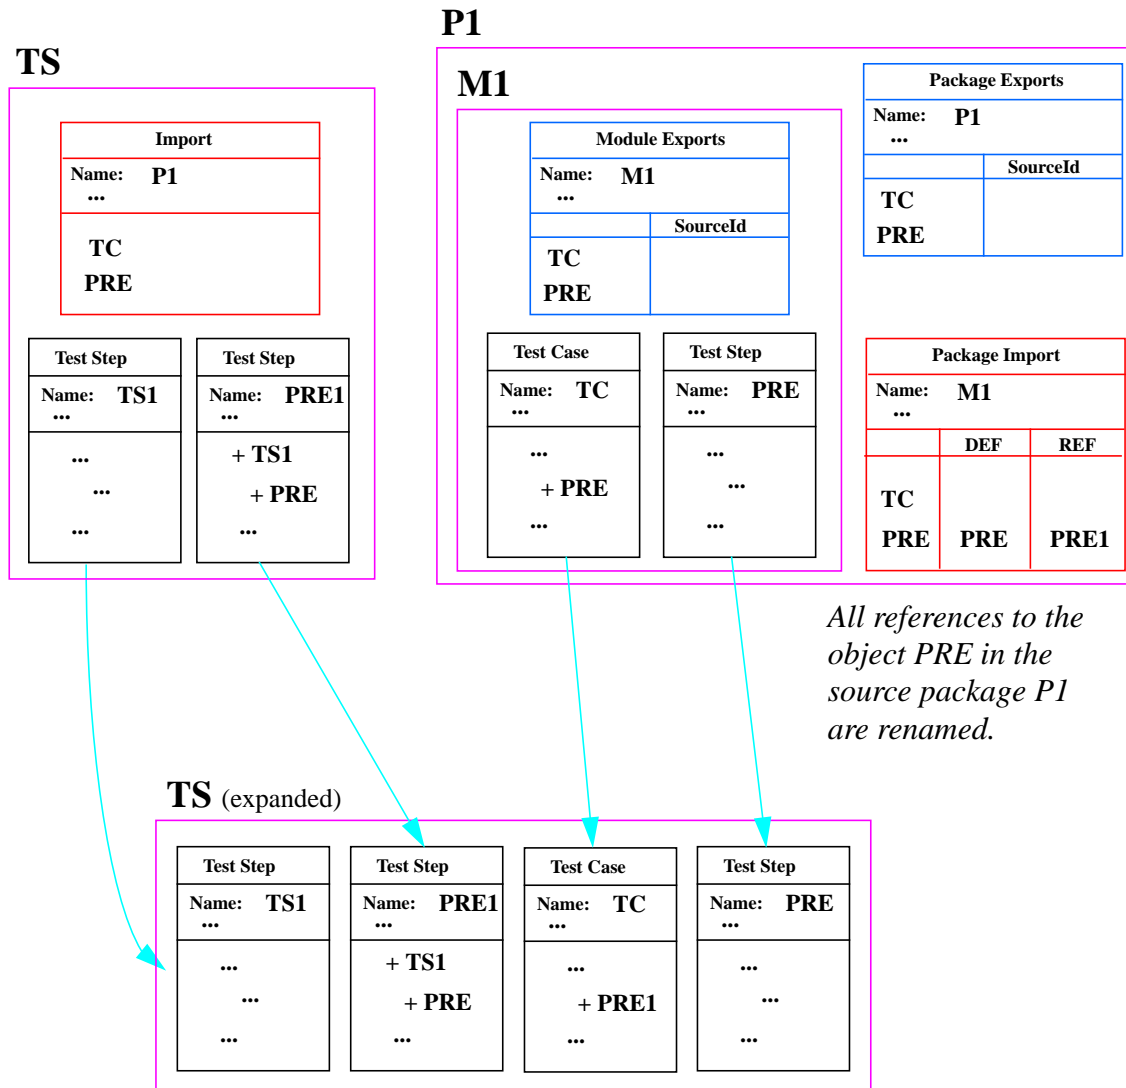 P1
TS
M1
Import
Name: P1
...
TC
PRE
Test Step
Name: TS1
...
...
...
...
Test Step
Name: PRE1
...
+ TS1
+ PRE
...
Module Exports
Name: M1
...
SourceId
TC
PRE
Test Case
Name: TC
...
...
+ PRE
...
Test Step
Name: PRE
...
...
...
...
Package Exports
Name: P1
...
SourceId
TC
PRE
Package Import
Name: M1
...
DEF REF
TC
PRE PRE PRE1
All references to the
object PRE in the
source package P1
are renamed.
TS (expanded)
Test Step
Name: TS1
...
...
...
...
Test Step
Name: PRE1
...
+ TS1
+ PRE
...
Test Case
Name: TC
...
...
+ PRE1
...
Test Step
Name: PRE
...
...
...
...